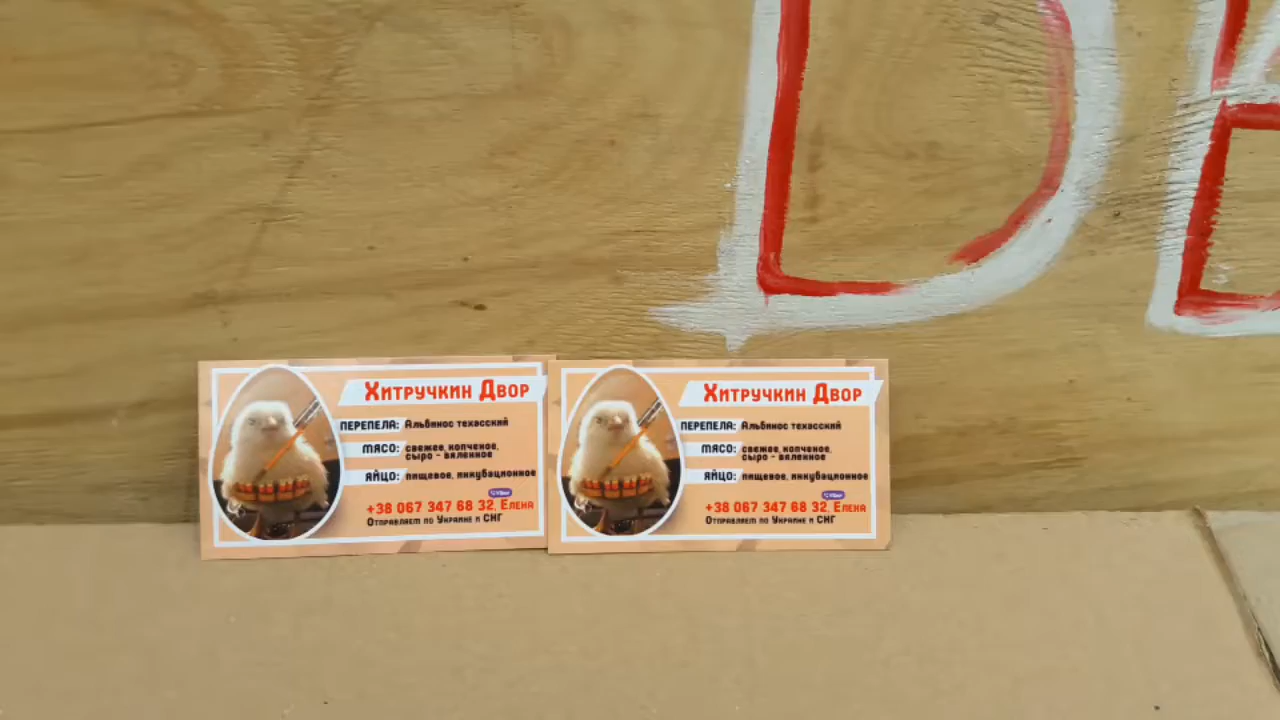 Хитручкин Двор
ПЕРЕПЕЛА: Альбинос техасский
МЯСО: свежее, копченое,
сыро - вяленное
ЯЙЦО: пищевое, инкубационное
Viber
+38 067 347 68 32, Елена
Отправляем по Украине и СНГ
Хитручкин Двор
ПЕРЕПЕЛА: Альбинос техасский
МЯСО: свежее, копченое,
сыро - вяленное
ЯЙЦО: пищевое, инкубационное
Viber
+38 067 347 68 32, Елена
Отправляем по Украине и СНГ